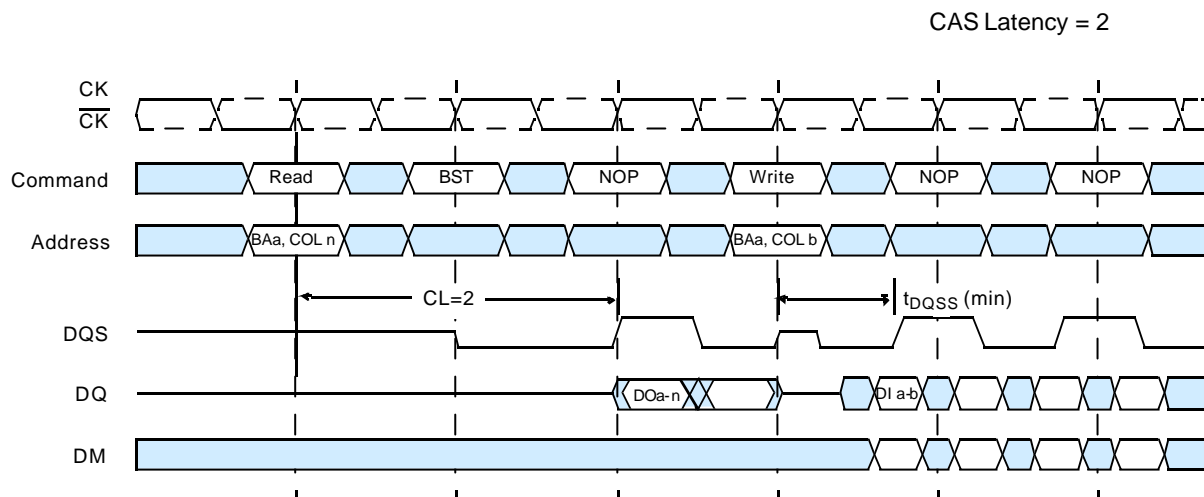 CAS Latency = 2
CK
CK
Command Read BST NOP Write NOP NOP
Address BAa, COL n BAa, COL b
CL=2 tDQSS (min)
DQS
DQ DOa-n DI a-b
DM